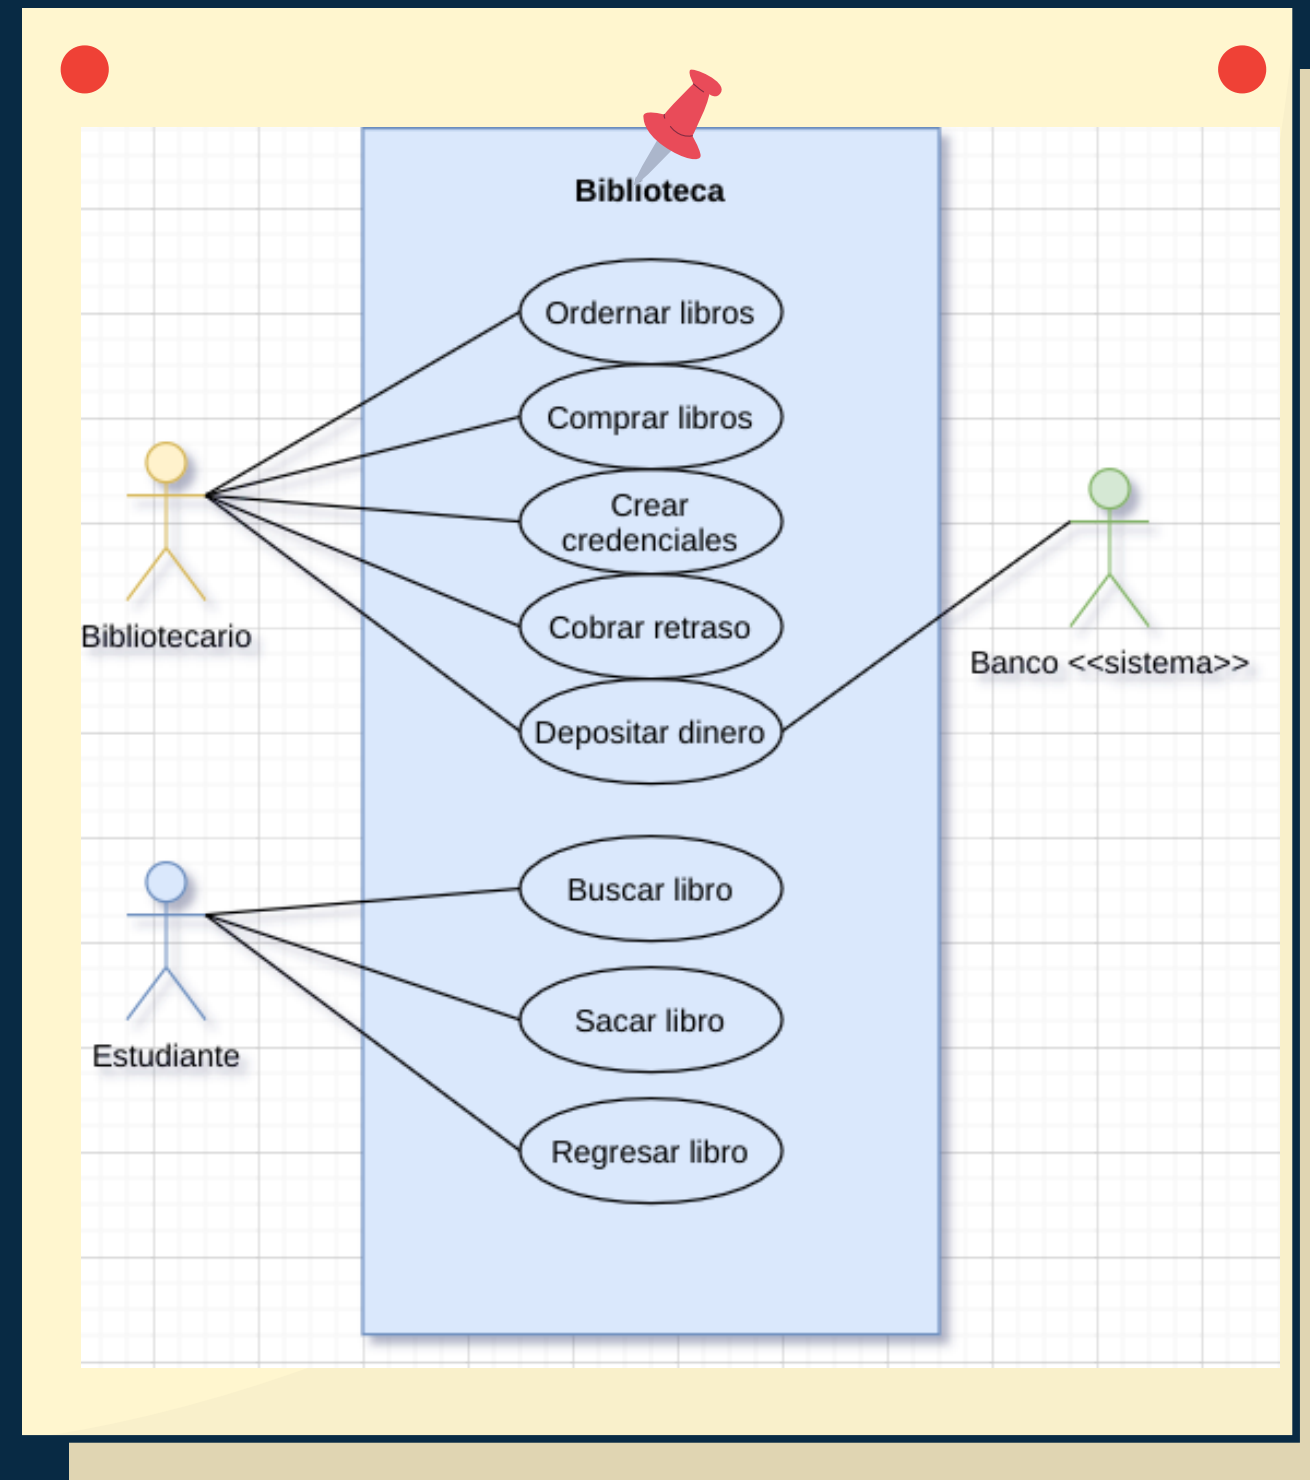 Biblioteca
Ordernar libros
Comprar libros
Crear
credenciales
Cobrar retraso
Depositar dinero
Bibliotecario
Banco <<sistema>>
Buscar libro
Sacar libro
Regresar libro
Estudiante